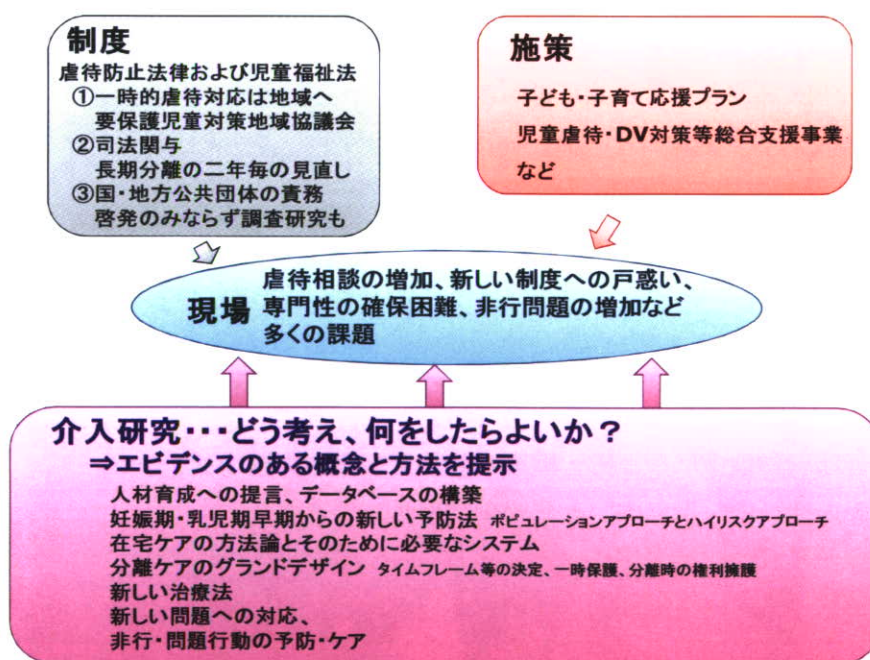 制度
虐待防止法律および児童福祉法
①一時的虐待対応は地域へ
要保護児童対策地域協議会
②司法関与
長期分離の二年毎の見直し
③国・地方公共団体の責務
啓発のみならず調査研究も
施策
子ども・子育て応援プラン
児童虐待・DV対策等総合支援事業
など
現場
虐待相談の増加、新しい制度への戸惑い、
専門性の確保困難、非行問題の増加など
多くの課題
介入研究・・・どう考え、何をしたらよいか？
⇒エビデンスのある概念と方法を提示
人材育成への提言、データベースの構築
妊娠期・乳児期早期からの新しい予防法 ポピュレーションアプローチとハイリスクアプローチ
在宅ケアの方法論とそのために必要なシステム
分離ケアのグランドデザイン タイムフレーム等の決定、一時保護、分離時の権利擁護
新しい治療法
新しい問題への対応、
非行・問題行動の予防・ケア